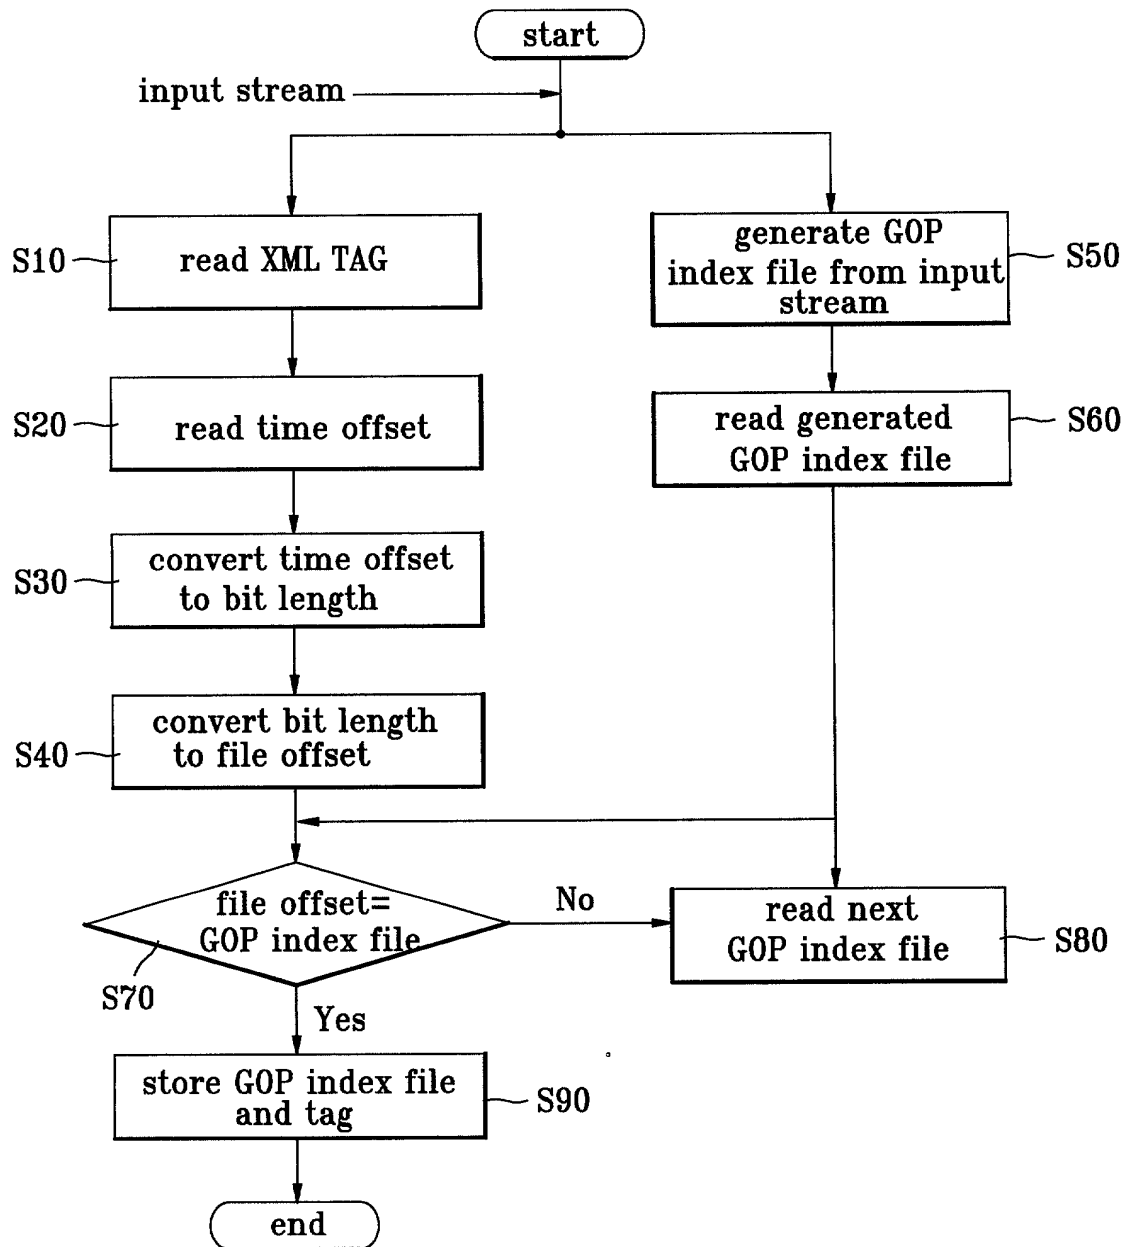 start
input stream
S10
read XML TAG
generate GOP
index file from input
stream
S50
S20
read time offset
read generated
GOP index file
S60
S30
convert time offset
to bit length
S40
convert bit length
to file offset
file offset=
GOP index file
S70
No
read next
GOP index file
S80
Yes
store GOP index file
and tag
S90
end